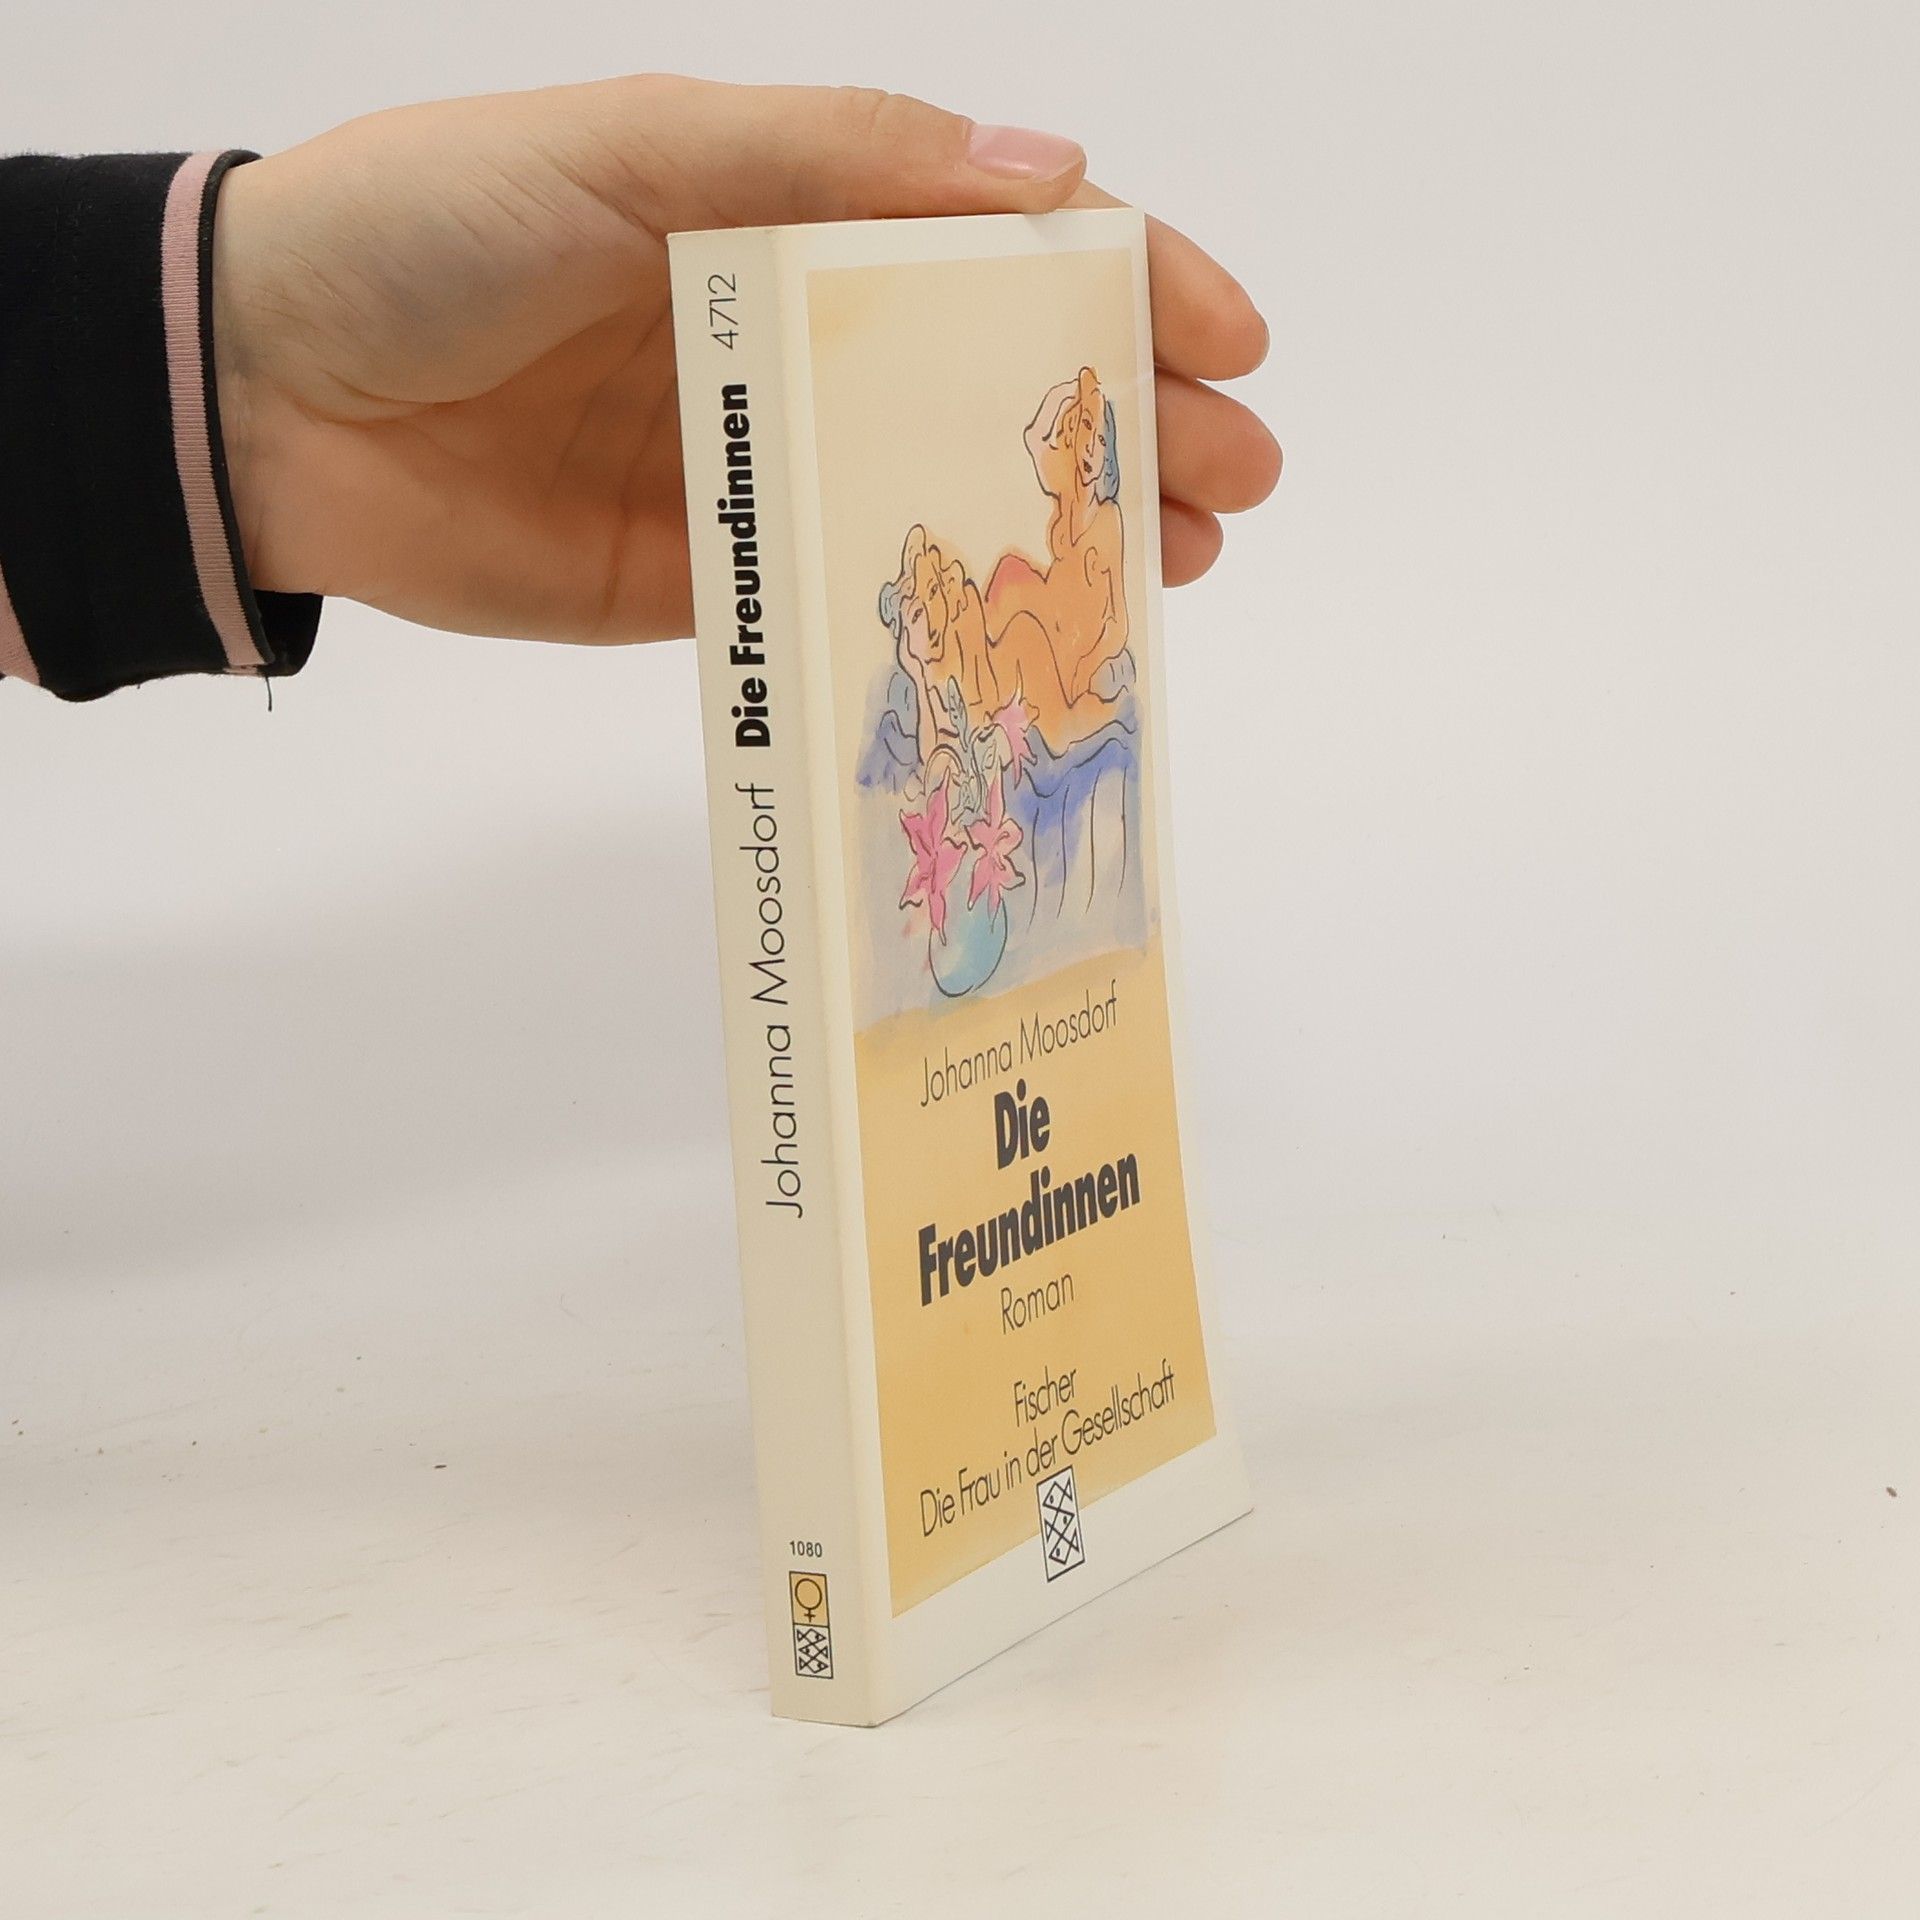 Johanna Moosdorf Die Freundinnen 4712
1080
Johanna Moosdorf
Die
Freundinnen
Roman
Fischer
Die Frau in der Gesellschaft